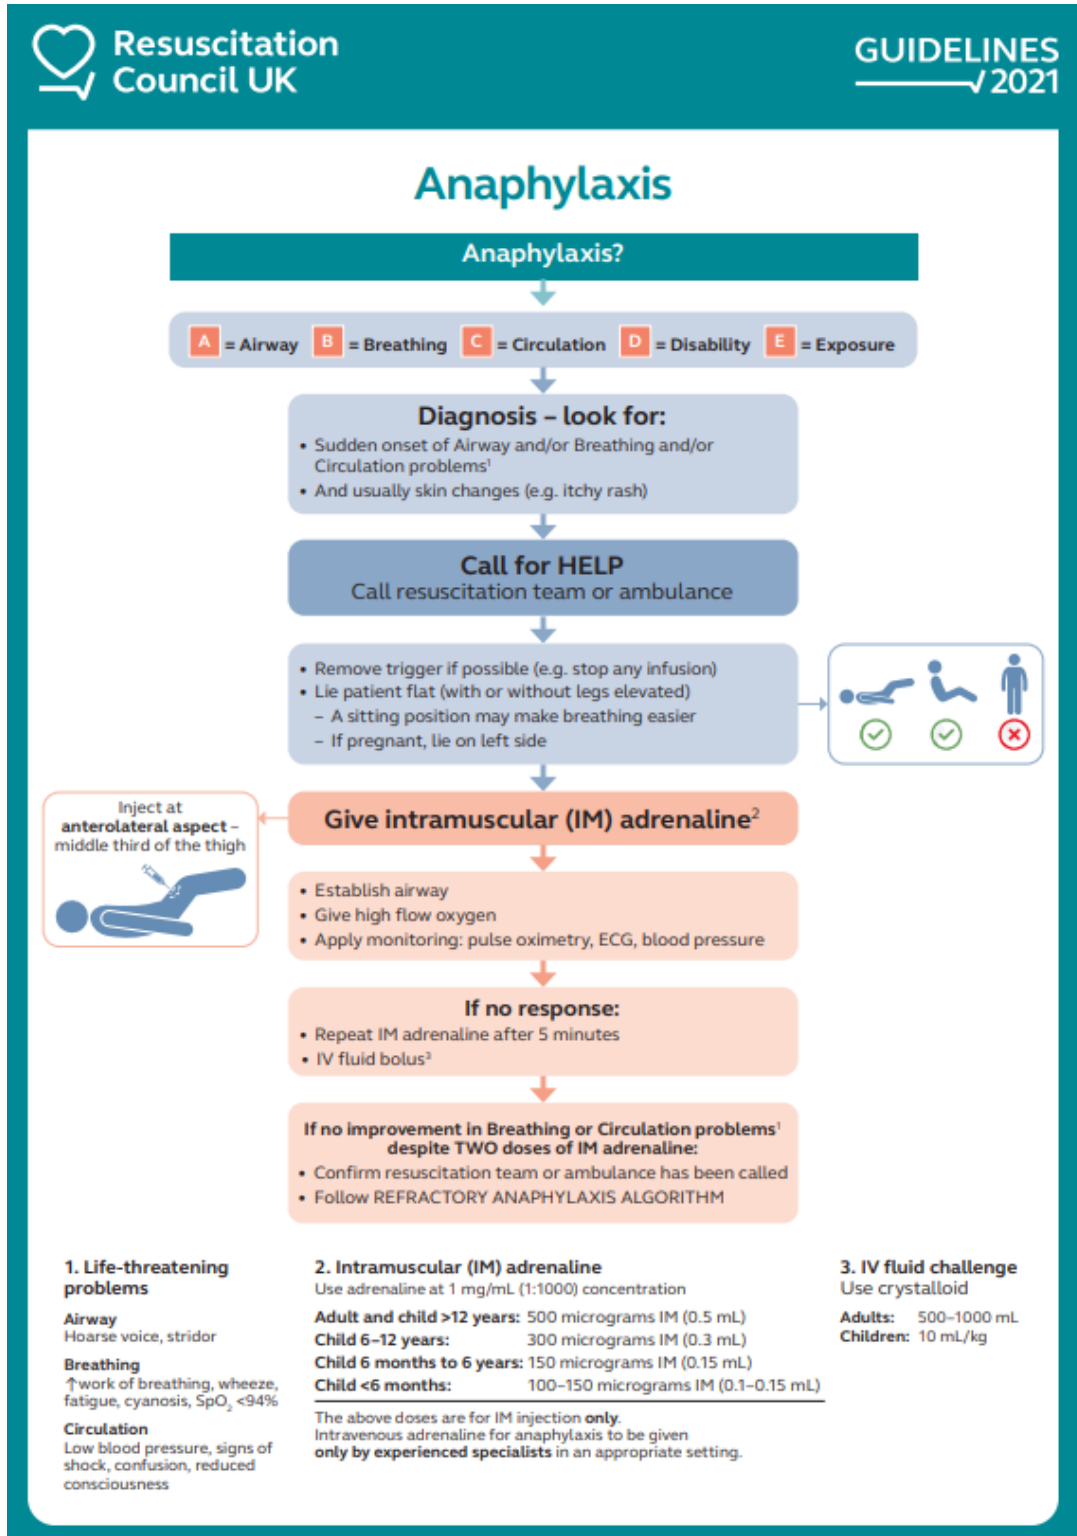 Resuscitation
Council UK
GUIDELINES
2021
Anaphylaxis
Anaphylaxis?
A = Airway B = Breathing C = Circulation D = Disability E = Exposure
Diagnosis – look for:
• Sudden onset of Airway and/or Breathing and/or
Circulation problems¹
• And usually skin changes (e.g. itchy rash)
Call for HELP
Call resuscitation team or ambulance
• Remove trigger if possible (e.g. stop any infusion)
• Lie patient flat (with or without legs elevated)
– A sitting position may make breathing easier
– If pregnant, lie on left side
Inject at
anterolateral aspect –
middle third of the thigh
Give intramuscular (IM) adrenaline²
• Establish airway
• Give high flow oxygen
• Apply monitoring: pulse oximetry, ECG, blood pressure
If no response:
• Repeat IM adrenaline after 5 minutes
• IV fluid bolus³
If no improvement in Breathing or Circulation problems¹
despite TWO doses of IM adrenaline:
• Confirm resuscitation team or ambulance has been called
• Follow REFRACTORY ANAPHYLAXIS ALGORITHM
1. Life-threatening
problems
Airway
Hoarse voice, stridor
Breathing
↑work of breathing, wheeze,
fatigue, cyanosis, SpO₂ <94%
Circulation
Low blood pressure, signs of
shock, confusion, reduced
consciousness
2. Intramuscular (IM) adrenaline
Use adrenaline at 1 mg/mL (1:1000) concentration
Adult and child >12 years: 500 micrograms IM (0.5 mL)
Child 6–12 years: 300 micrograms IM (0.3 mL)
Child 6 months to 6 years: 150 micrograms IM (0.15 mL)
Child <6 months: 100–150 micrograms IM (0.1–0.15 mL)
The above doses are for IM injection only.
Intravenous adrenaline for anaphylaxis to be given
only by experienced specialists in an appropriate setting.
3. IV fluid challenge
Use crystalloid
Adults: 500–1000 mL
Children: 10 mL/kg